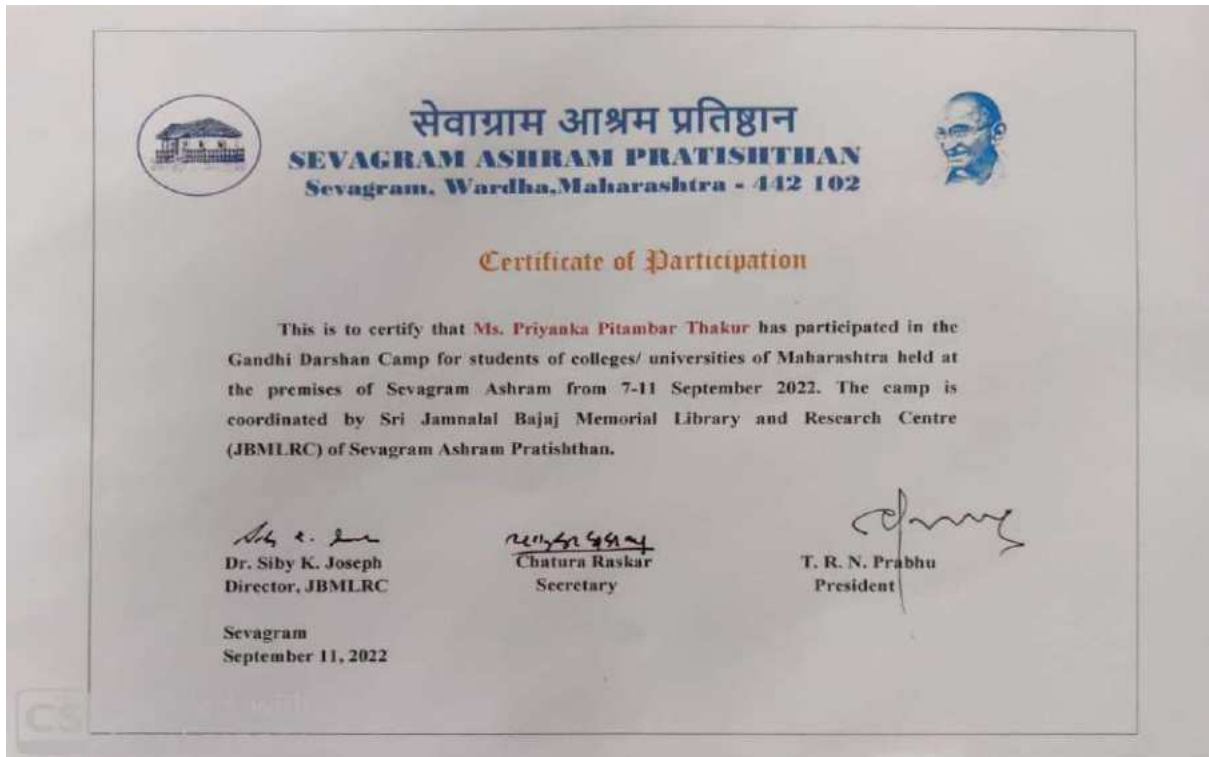 सेवाग्राम आश्रम प्रतिष्ठान
SEVAGRAM ASHRAM PRATISHTHAN
Sevagram, Wardha,Maharashtra - 442 102
Certificate of Participation
This is to certify that Ms. Priyanka Pitambar Thakur has participated in the
Gandhi Darshan Camp for students of colleges/ universities of Maharashtra held at
the premises of Sevagram Ashram from 7-11 September 2022. The camp is
coordinated by Sri Jamnalal Bajaj Memorial Library and Research Centre
(JBMLRC) of Sevagram Ashram Pratishthan.
Dr. Siby K. Joseph
Director, JBMLRC
Chatura Raskar
Secretary
T. R. N. Prabhu
President
Sevagram
September 11, 2022
CS